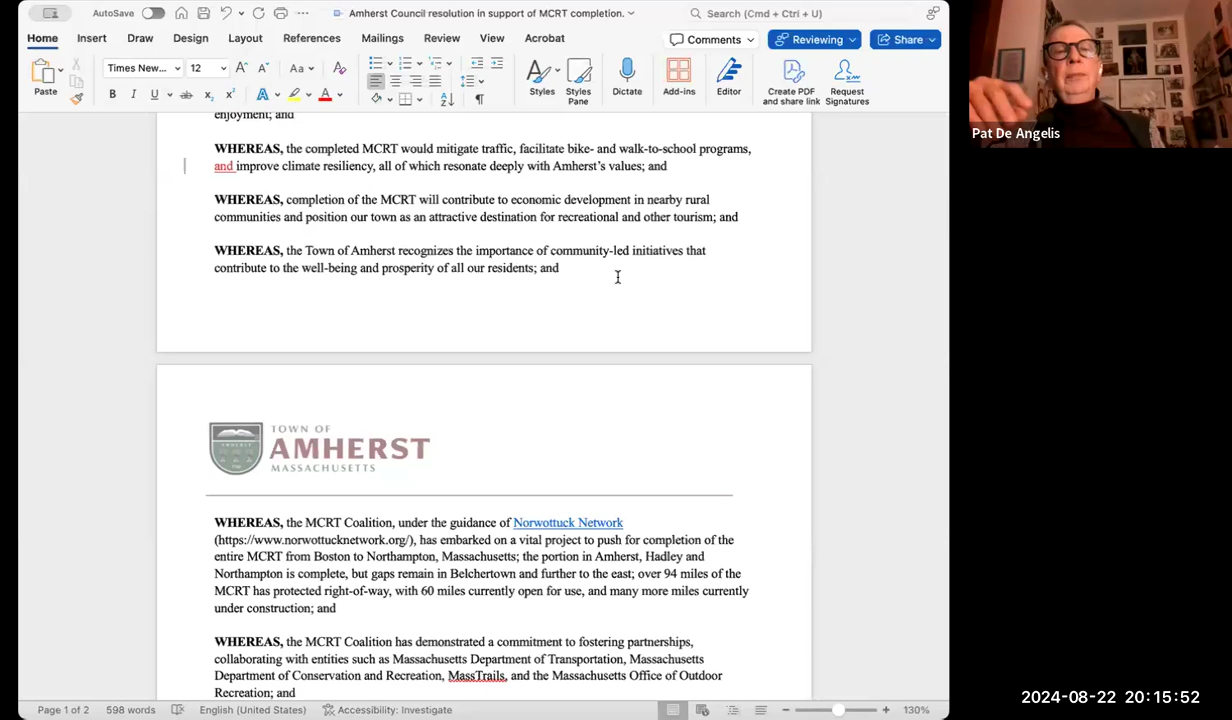 AutoSave
Amherst Council resolution in support of MCRT completion.
Search (Cmd + Ctrl + U)
Home Insert Draw Design Layout References Mailings Review View Acrobat
Comments Reviewing Share
Paste
Times New... 12
Aa
B I U ab x₂ x² A A
Styles
Styles Pane
Dictate
Add-ins
Editor
Create PDF and share link
Request Signatures
enjoyment; and
WHEREAS, the completed MCRT would mitigate traffic, facilitate bike- and walk-to-school programs,
and improve climate resiliency, all of which resonate deeply with Amherst's values; and
WHEREAS, completion of the MCRT will contribute to economic development in nearby rural
communities and position our town as an attractive destination for recreational and other tourism; and
WHEREAS, the Town of Amherst recognizes the importance of community-led initiatives that
contribute to the well-being and prosperity of all our residents; and
TOWN OF
AMHERST
MASSACHUSETTS
WHEREAS, the MCRT Coalition, under the guidance of Norwottuck Network
(https://www.norwottucknetwork.org/), has embarked on a vital project to push for completion of the
entire MCRT from Boston to Northampton, Massachusetts; the portion in Amherst, Hadley and
Northampton is complete, but gaps remain in Belchertown and further to the east; over 94 miles of the
MCRT has protected right-of-way, with 60 miles currently open for use, and many more miles currently
under construction; and
WHEREAS, the MCRT Coalition has demonstrated a commitment to fostering partnerships,
collaborating with entities such as Massachusetts Department of Transportation, Massachusetts
Department of Conservation and Recreation, MassTrails, and the Massachusetts Office of Outdoor
Recreation; and
Page 1 of 2 598 words English (United States) Accessibility: Investigate 130%
Pat De Angelis
2024-08-22 20:15:52